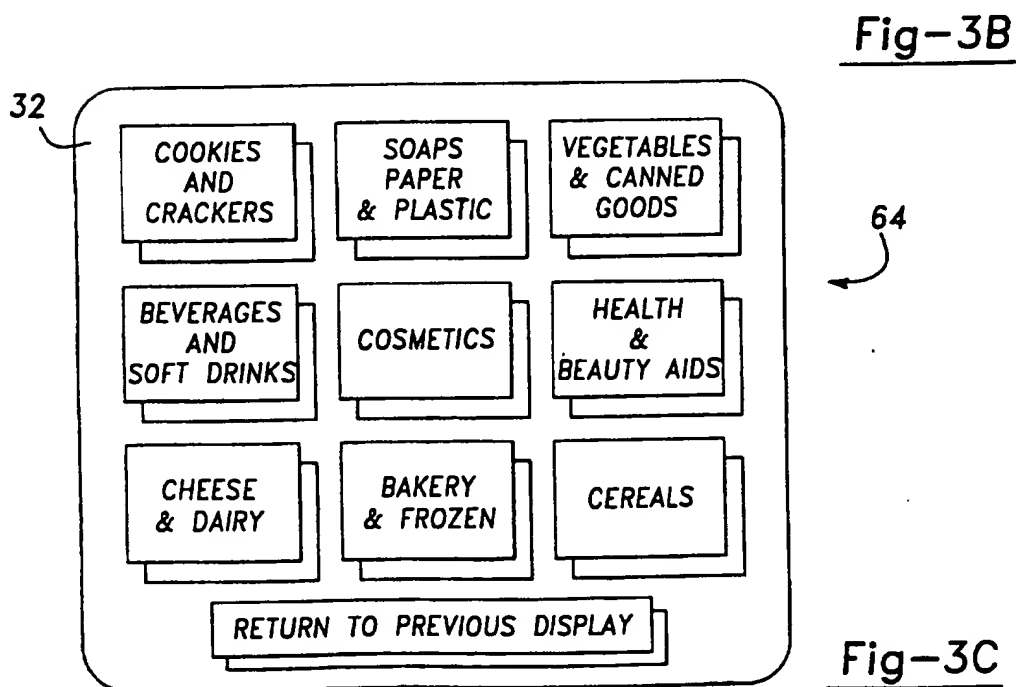 Fig-3B
32
COOKIES
AND
CRACKERS
SOAPS
PAPER
& PLASTIC
VEGETABLES
& CANNED
GOODS
64
BEVERAGES
AND
SOFT DRINKS
COSMETICS
HEALTH
&
BEAUTY AIDS
CHEESE
& DAIRY
BAKERY
& FROZEN
CEREALS
RETURN TO PREVIOUS DISPLAY
Fig-3C